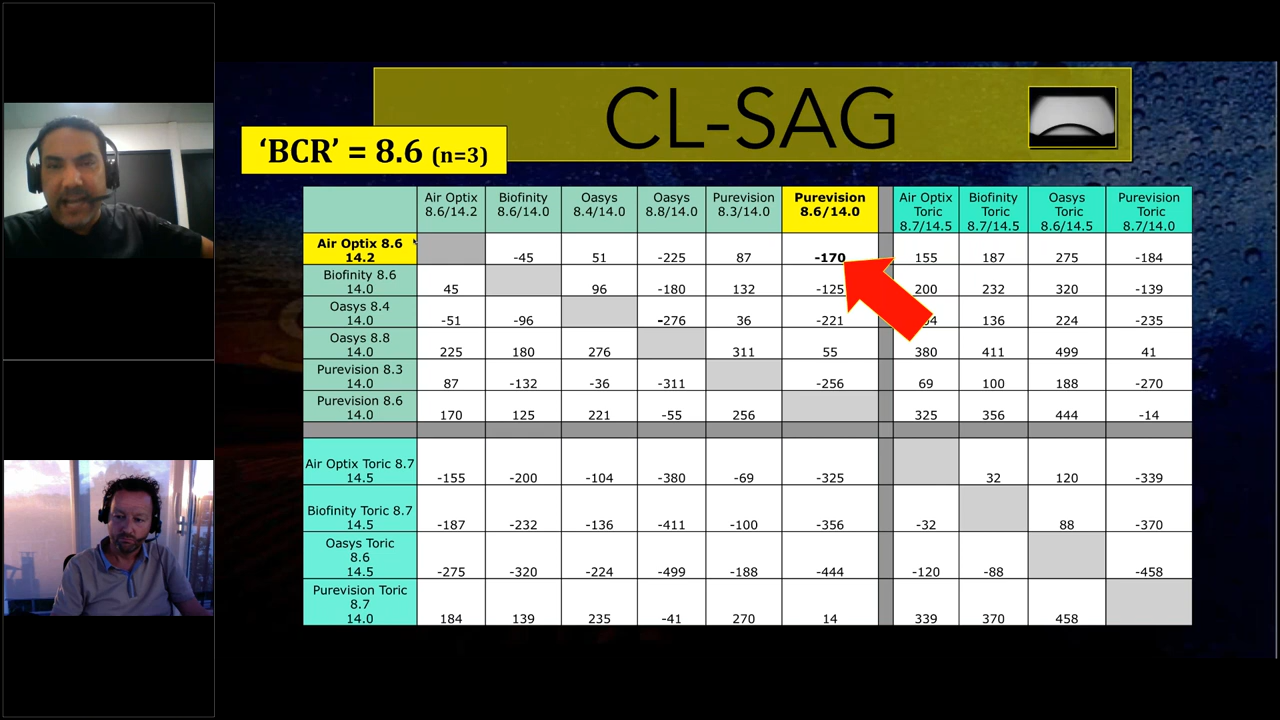 CL-SAG
‘BCR’ = 8.6 (n=3)
Air Optix 8.6/14.2 Biofinity 8.6/14.0 Oasys 8.4/14.0 Oasys 8.8/14.0 Purevision 8.3/14.0 Purevision 8.6/14.0 Air Optix Toric 8.7/14.5 Biofinity Toric 8.7/14.5 Oasys Toric 8.6/14.5 Purevision Toric 8.7/14.0
Air Optix 8.6 14.2 -45 51 -225 87 -170 155 187 275 -184
Biofinity 8.6 14.0 45 96 -180 132 -125 200 232 320 -139
Oasys 8.4 14.0 -51 -96 -276 36 -221 136 224 -235
Oasys 8.8 14.0 225 180 276 311 55 380 411 499 41
Purevision 8.3 14.0 87 -132 -36 -311 -256 69 100 188 -270
Purevision 8.6 14.0 170 125 221 -55 256 325 356 444 -14
Air Optix Toric 8.7 14.5 -155 -200 -104 -380 -69 -325 32 120 -339
Biofinity Toric 8.7 14.5 -187 -232 -136 -411 -100 -356 -32 88 -370
Oasys Toric 8.6 14.5 -275 -320 -224 -499 -188 -444 -120 -88 -458
Purevision Toric 8.7 14.0 184 139 235 -41 270 14 339 370 458